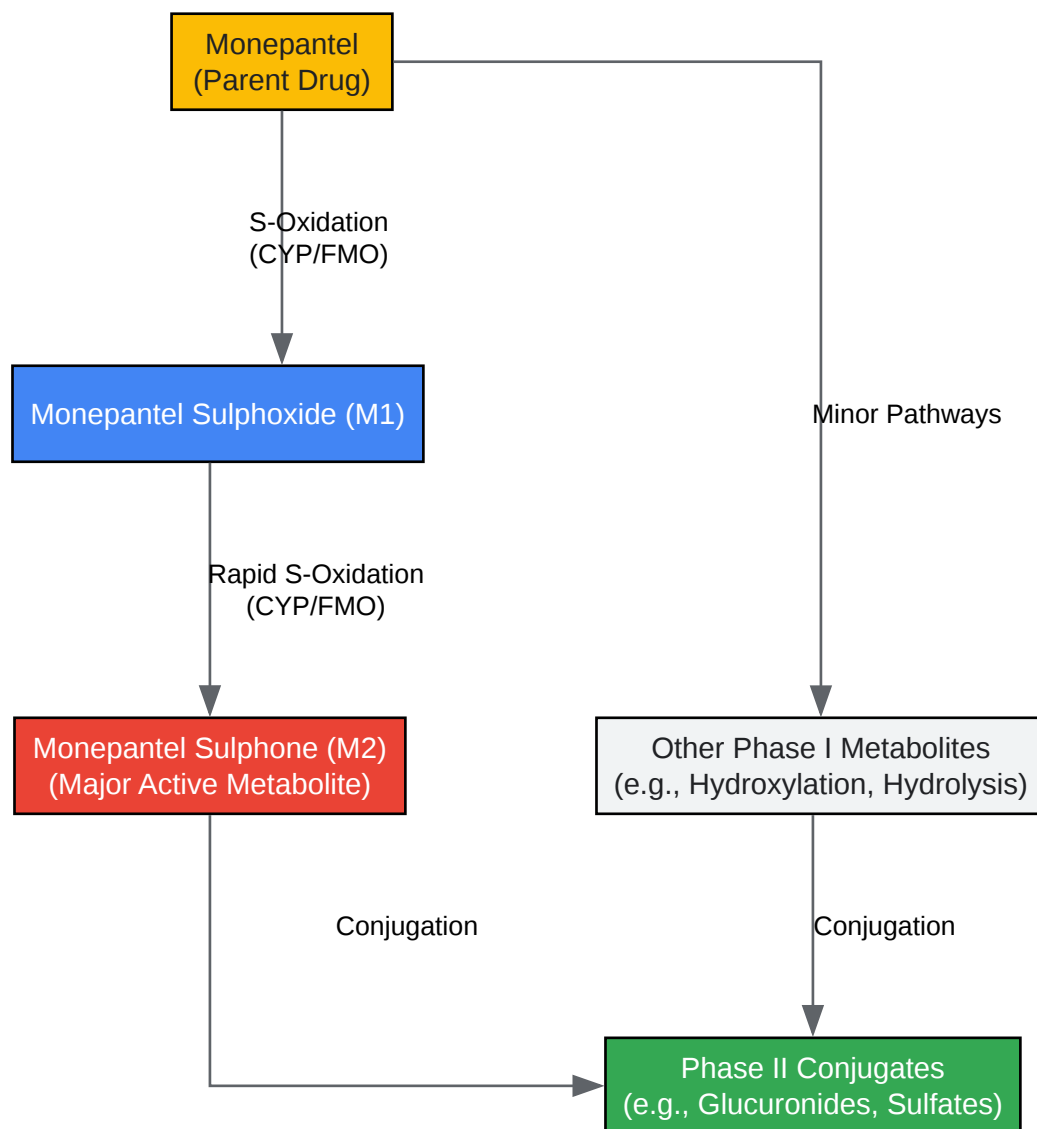 Monepantel
(Parent Drug)
S-Oxidation
(CYP/FMO)
Monepantel Sulphoxide (M1)
Minor Pathways
Rapid S-Oxidation
(CYP/FMO)
Monepantel Sulphone (M2)
(Major Active Metabolite)
Other Phase I Metabolites
(e.g., Hydroxylation, Hydrolysis)
Conjugation
Conjugation
Phase II Conjugates
(e.g., Glucuronides, Sulfates)